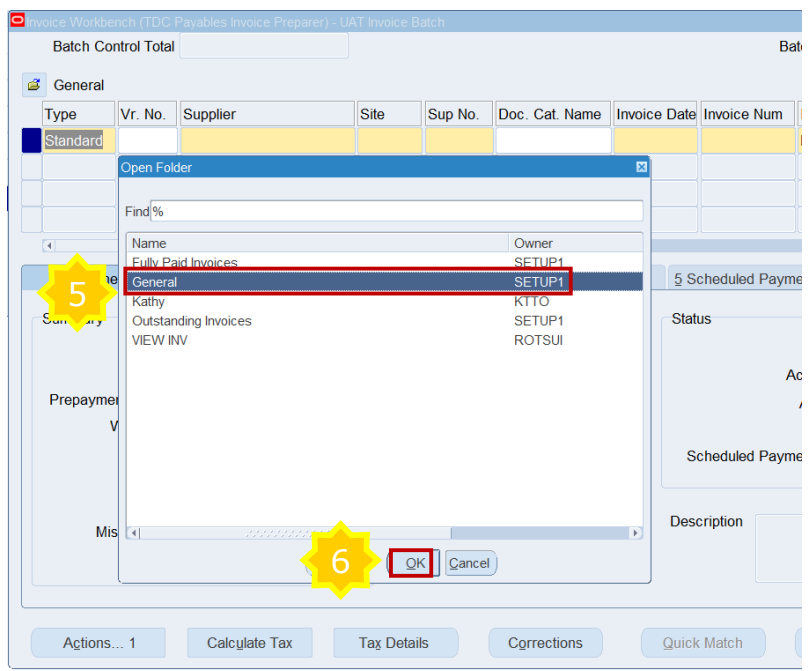 Invoice Workbench (TDC Payables Invoice Preparer) - UAT Invoice Batch
Batch Control Total
General
Type Vr. No. Supplier Site Sup No. Doc. Cat. Name Invoice Date Invoice Num
Standard
Open Folder
Find %
Name Owner
Fully Paid Invoices SETUP1
General SETUP1
Kathy KTTO
Outstanding Invoices SETUP1
VIEW INV ROTSUI
5
5 Scheduled
Summary
Status
Scheduled
Description
6
OK Cancel
Actions... 1 Calculate Tax Tax Details Corrections Quick Match